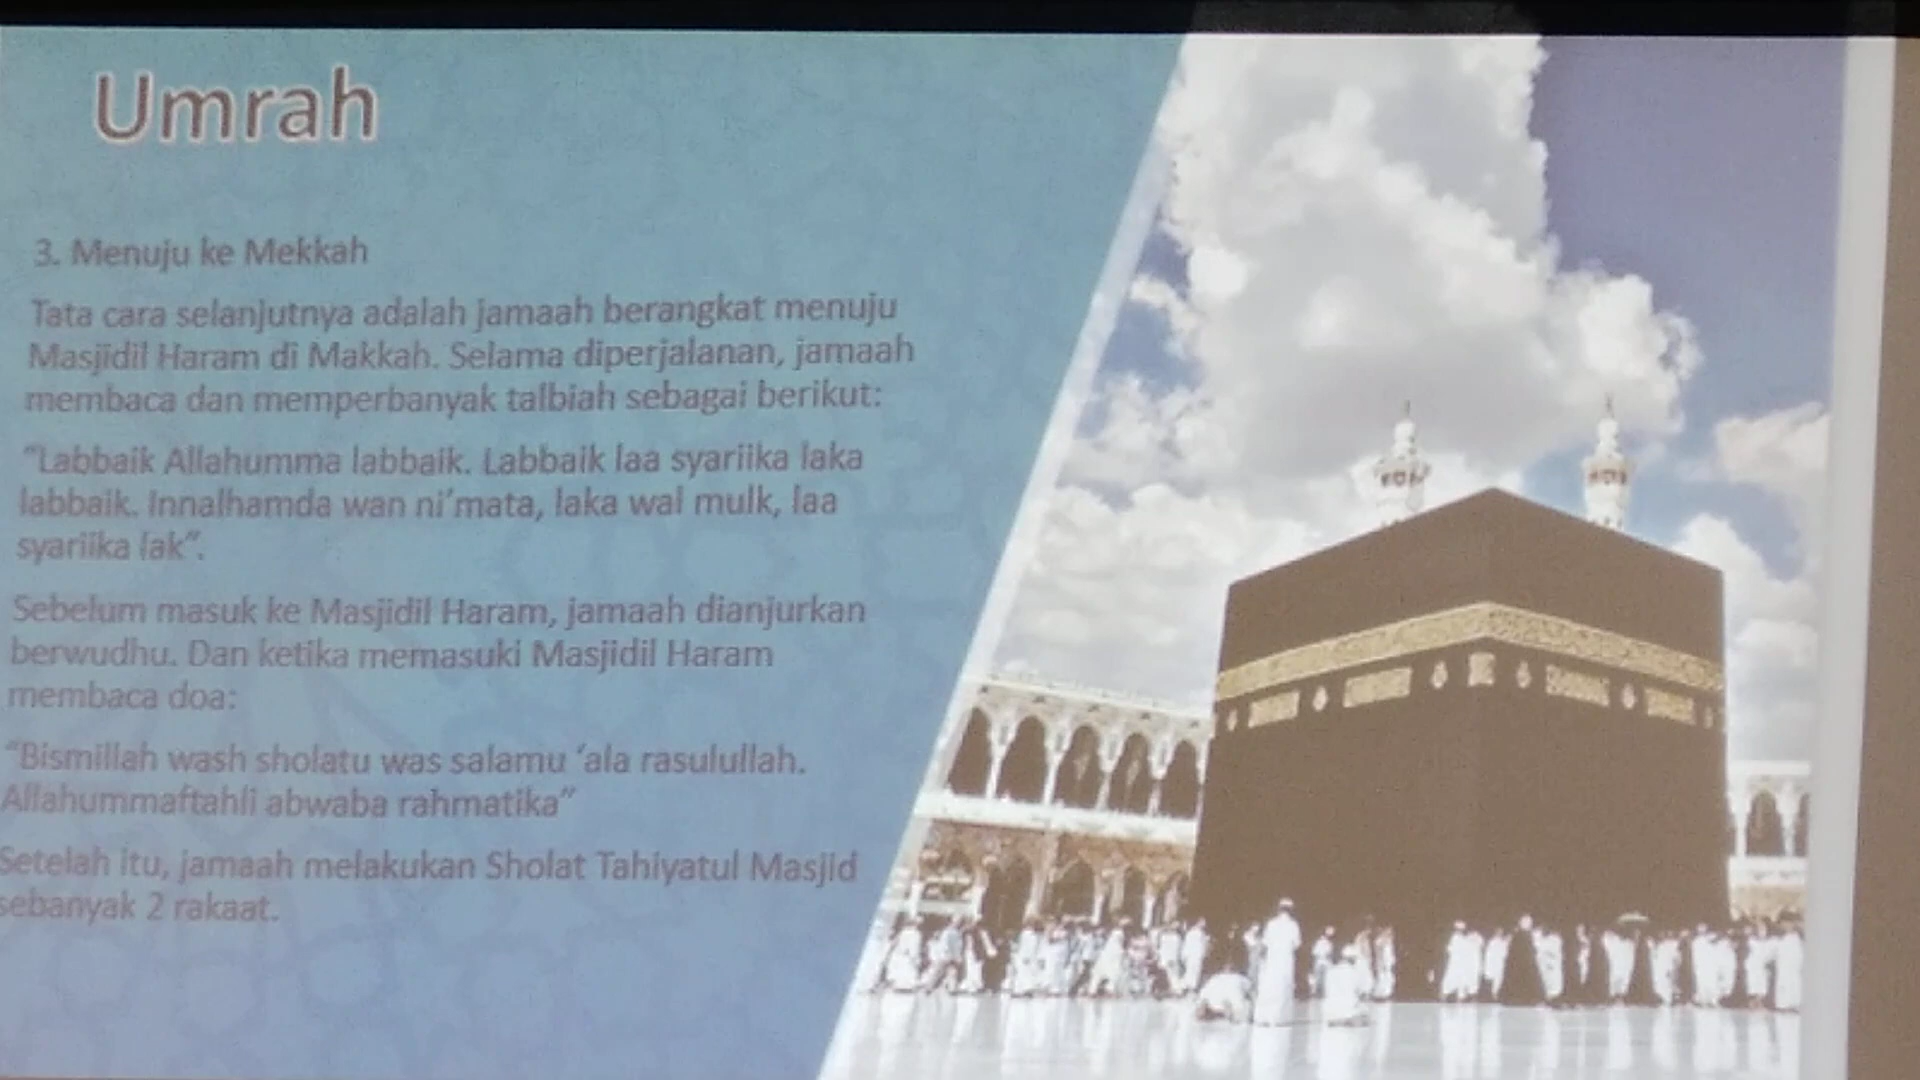 Umrah
3. Menuju ke Mekkah
Tata cara selanjutnya adalah jamaah berangkat menuju
Masjidil Haram di Makkah. Selama diperjalanan, jamaah
membaca dan memperbanyak talbiah sebagai berikut:
"Labbaik Allahumma labbaik. Labbaik laa syariika laka
labbaik. Innalhamda wan ni'mata, laka wal mulk, laa
syariika lak".
Sebelum masuk ke Masjidil Haram, jamaah dianjurkan
berwudhu. Dan ketika memasuki Masjidil Haram
membaca doa:
"Bismillah wash sholatu was salamu 'ala rasulullah.
Allahummaftahli abwaba rahmatika"
Setelah itu, jamaah melakukan Sholat Tahiyatul Masjid
sebanyak 2 rakaat.